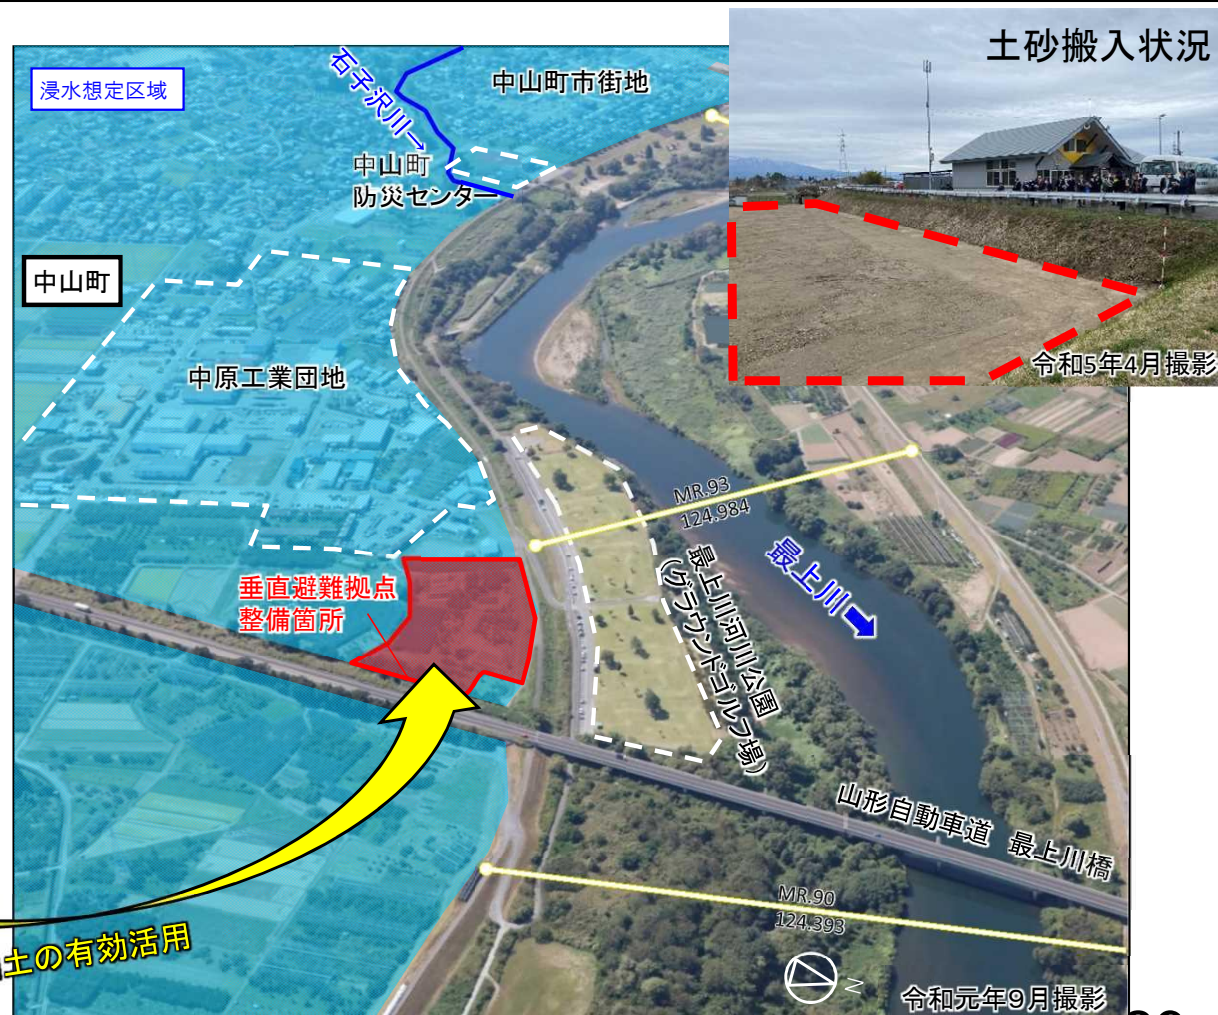 土砂搬入状況
令和5年4月撮影
浸水想定区域
石子沢川→
中山町市街地
中山町
防災センター
中山町
中原工業団地
MR.93
124.984
垂直避難拠点
整備箇所
最上川
最上川河川公園
(グラウンドゴルフ場)
山形自動車道 最上川橋
MR.90
124.393
土の有効活用
N
令和元年9月撮影